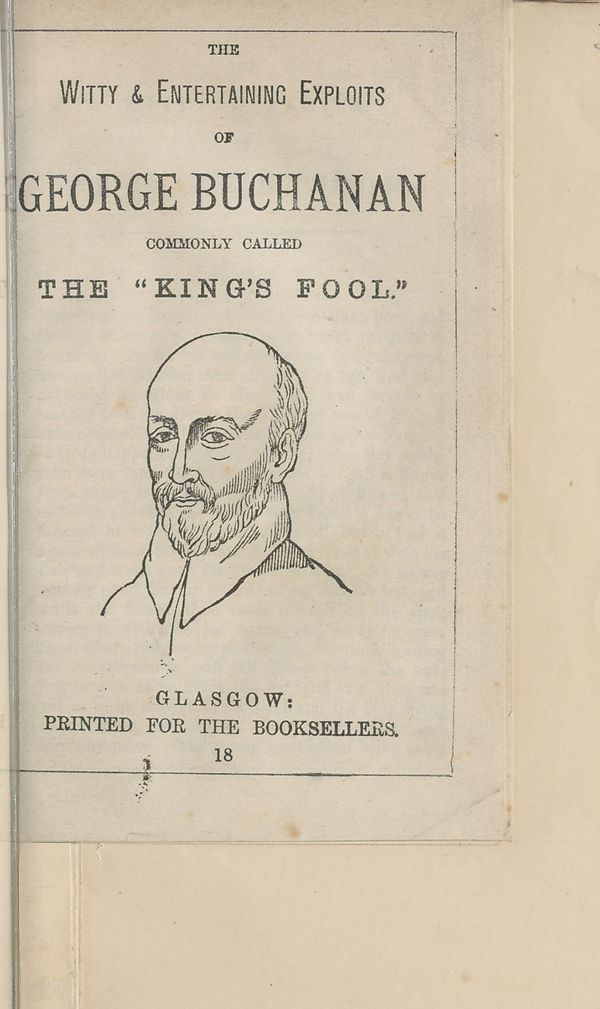 THE
WITTY & ENTERTAINING EXPLOITS
OF
GEORGE BUCHANAN
COMMONLY CALLED
THE "KING'S FOOL."
GLASGOW:
PRINTED FOR THE BOOKSELLERS.
18